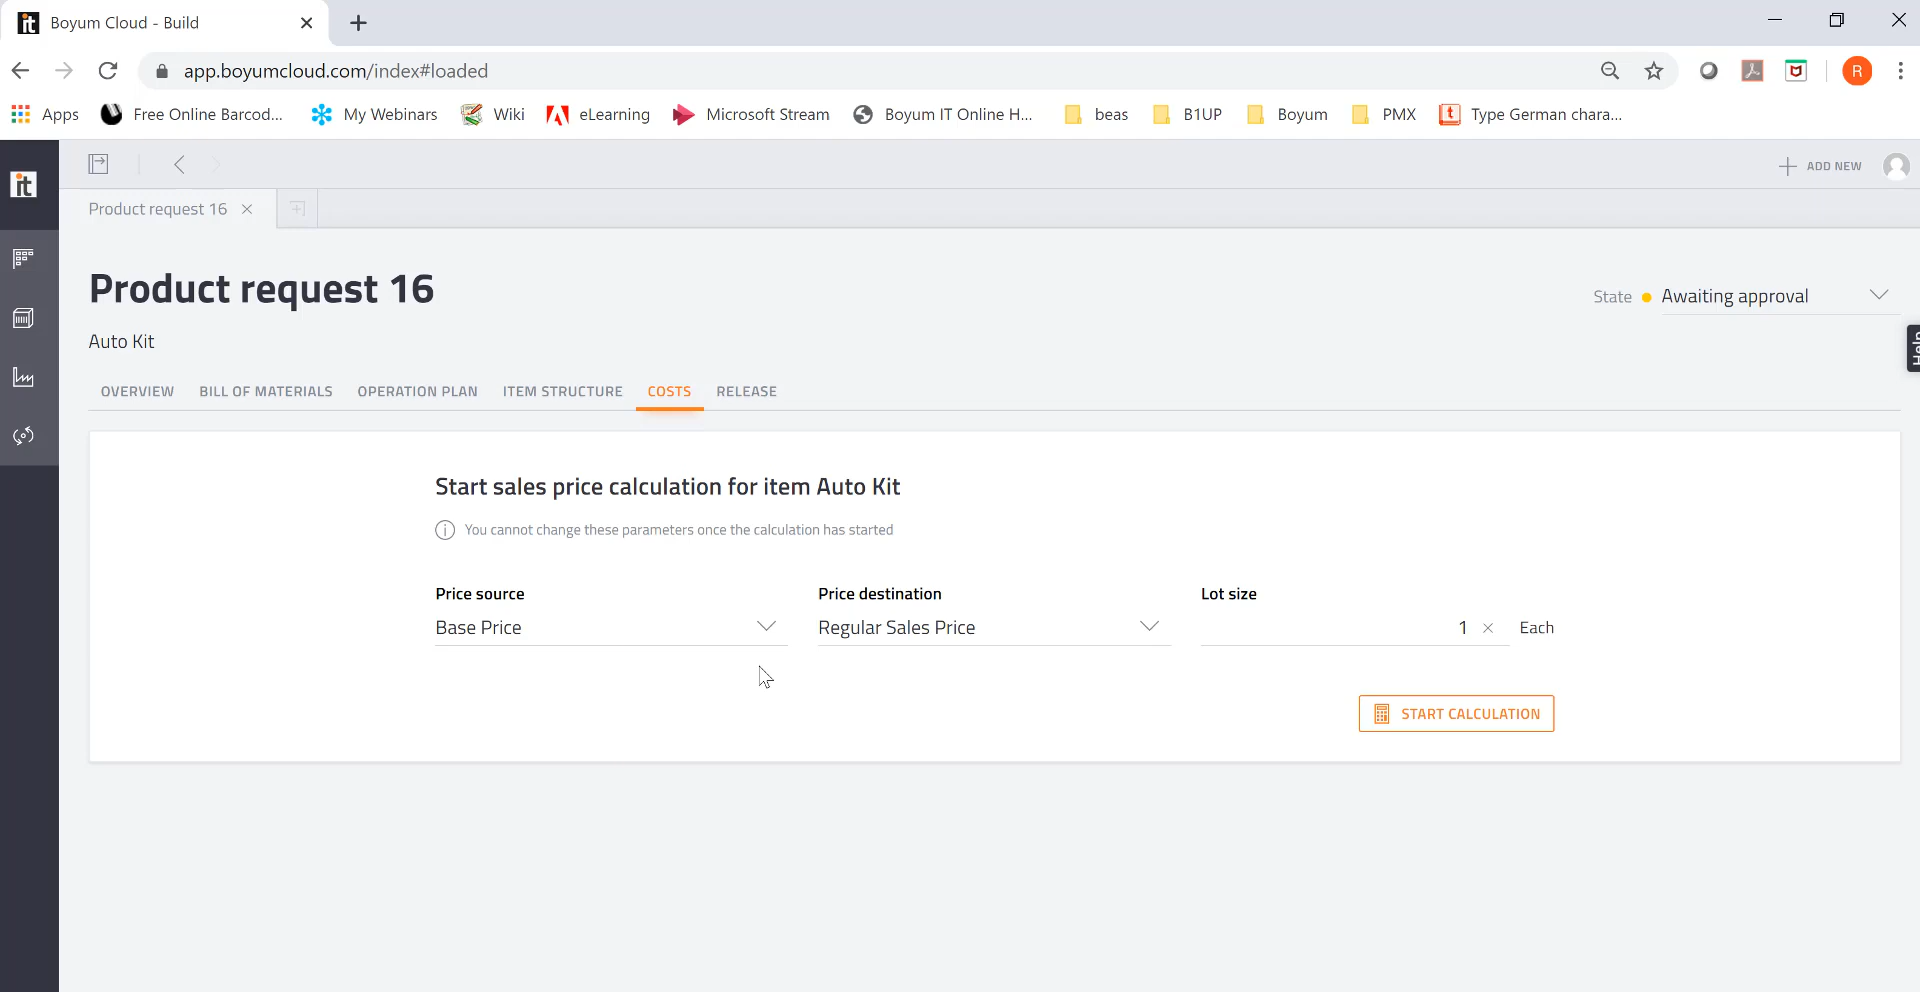 it Boyum Cloud - Build
app.boyumcloud.com/index#loaded
R
Apps Free Online Barcod... My Webinars Wiki eLearning Microsoft Stream Boyum IT Online H... beas B1UP Boyum PMX t Type German chara...
it
ADD NEW
Product request 16
Product request 16
State Awaiting approval
Help
Auto Kit
OVERVIEW BILL OF MATERIALS OPERATION PLAN ITEM STRUCTURE COSTS RELEASE
Start sales price calculation for item Auto Kit
You cannot change these parameters once the calculation has started
Price source Price destination Lot size
Base Price Regular Sales Price 1 Each
START CALCULATION